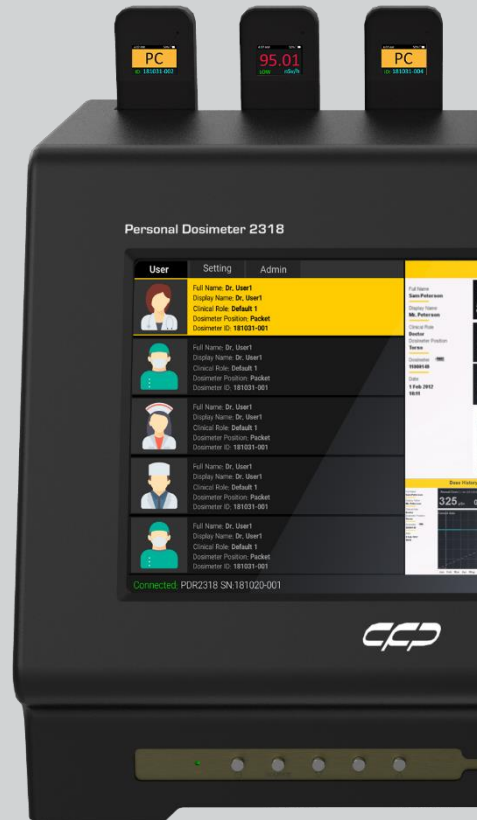 PC
ID 181031-002
95.01
LOW nSv/h
PC
ID 181031-004
Personal Dosimeter 2318
User Setting Admin
Full Name: Dr. User1
Display Name: Dr. User1
Clinical Role: Default 1
Dosimeter Position: Packet
Dosimeter ID: 181031-001
Full Name: Dr. User1
Display Name: Dr. User1
Clinical Role: Default 1
Dosimeter Position: Packet
Dosimeter ID: 181031-001
Full Name: Dr. User1
Display Name: Dr. User1
Clinical Role: Default 1
Dosimeter Position: Packet
Dosimeter ID: 181031-001
Full Name: Dr. User1
Display Name: Dr. User1
Clinical Role: Default 1
Dosimeter Position: Packet
Dosimeter ID: 181031-001
Full Name: Dr. User1
Display Name: Dr. User1
Clinical Role: Default 1
Dosimeter Position: Packet
Dosimeter ID: 181031-001
Full Name
Sam Peterson
Display Name
Mr. Peterson
Clinical Role
Doctor
Dosimeter Position
Torso
Dosimeter
Date
1 Feb 2012
Dose History
325
Connected: PDR2318 SN:181020-001